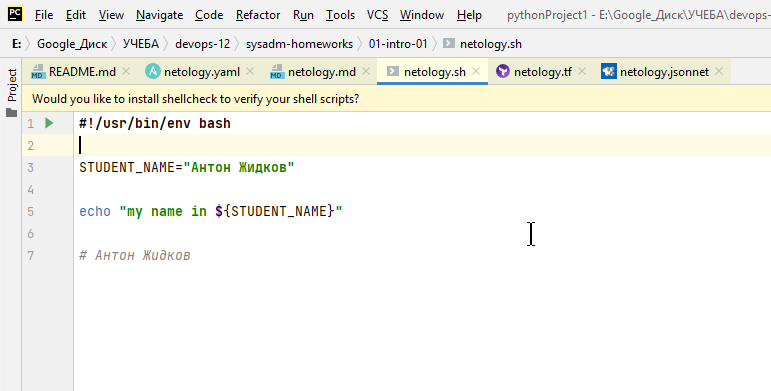 PC File Edit View Navigate Code Refactor Run Tools VCS Window Help pythonProject1 - E:\Google_Диск\УЧЕБА\devops-
E: Google_Диск УЧЕБА devops-12 sysadm-homeworks 01-intro-01 netology.sh
MD README.md A netology.yaml MD netology.md netology.sh netology.tf netology.jsonnet
Project
Would you like to install shellcheck to verify your shell scripts?
1 #!/usr/bin/env bash
2
3 STUDENT_NAME="Антон Жидков"
4
5 echo "my name in ${STUDENT_NAME}"
6
7 # Антон Жидков